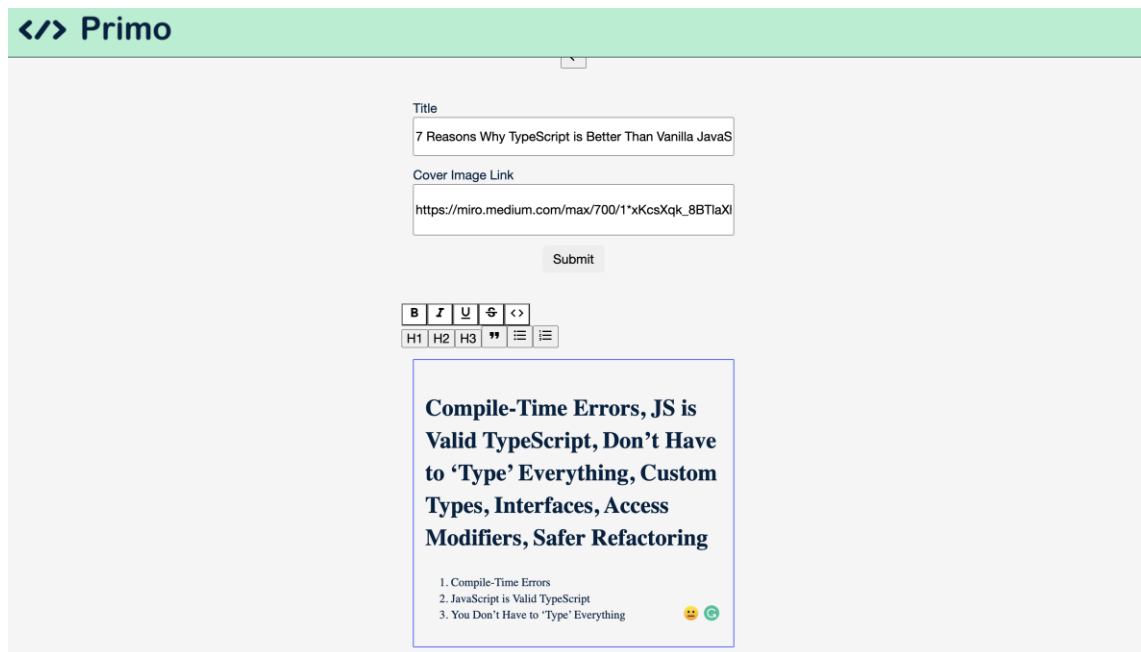 </> Primo
Title
7 Reasons Why TypeScript is Better Than Vanilla JavaS
Cover Image Link
https://miro.medium.com/max/700/1*xKcsXqk_8BTlaXl
Submit
B I U S <>
H1 H2 H3
Compile-Time Errors, JS is
Valid TypeScript, Don’t Have
to ‘Type’ Everything, Custom
Types, Interfaces, Access
Modifiers, Safer Refactoring
1. Compile-Time Errors
2. JavaScript is Valid TypeScript
3. You Don’t Have to ‘Type’ Everything